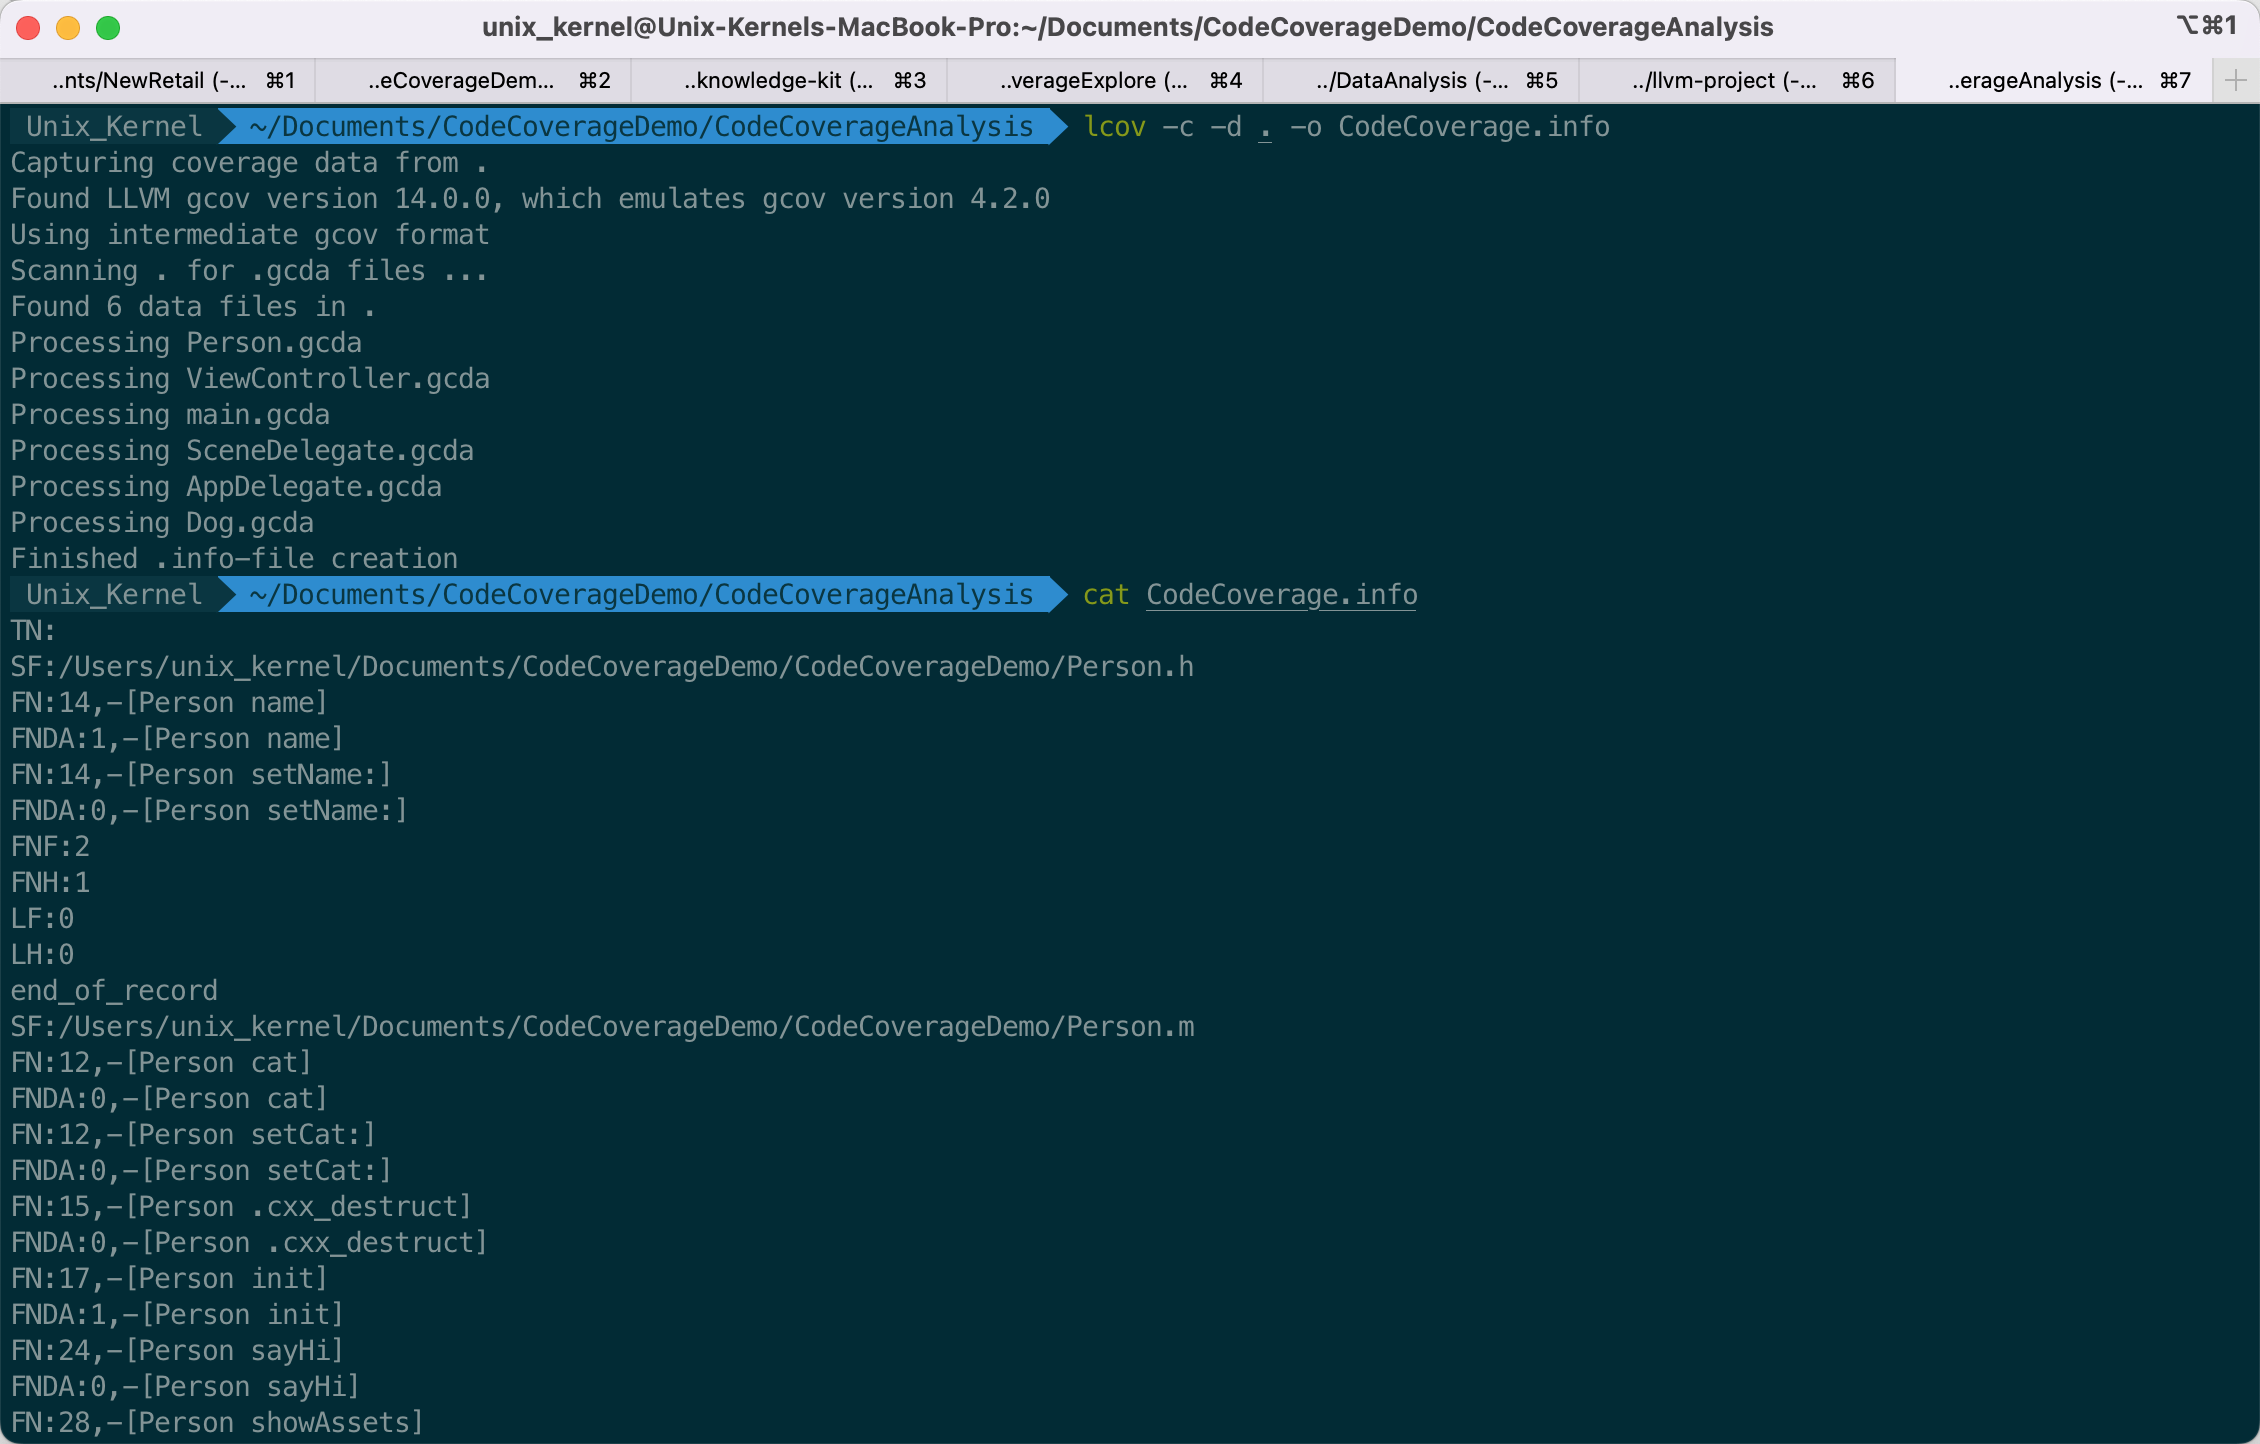 unix_kernel@Unix-Kernels-MacBook-Pro:~/Documents/CodeCoverageDemo/CodeCoverageAnalysis ⌥⌘1
..nts/NewRetail (-... ⌘1 ..eCoverageDem... ⌘2 ..knowledge-kit (... ⌘3 ..verageExplore (... ⌘4 ../DataAnalysis (-... ⌘5 ../llvm-project (-... ⌘6 ..erageAnalysis (-... ⌘7
Unix_Kernel ~/Documents/CodeCoverageDemo/CodeCoverageAnalysis lcov -c -d . -o CodeCoverage.info
Capturing coverage data from .
Found LLVM gcov version 14.0.0, which emulates gcov version 4.2.0
Using intermediate gcov format
Scanning . for .gcda files ...
Found 6 data files in .
Processing Person.gcda
Processing ViewController.gcda
Processing main.gcda
Processing SceneDelegate.gcda
Processing AppDelegate.gcda
Processing Dog.gcda
Finished .info-file creation
Unix_Kernel ~/Documents/CodeCoverageDemo/CodeCoverageAnalysis cat CodeCoverage.info
TN:
SF:/Users/unix_kernel/Documents/CodeCoverageDemo/CodeCoverageDemo/Person.h
FN:14,-[Person name]
FNDA:1,-[Person name]
FN:14,-[Person setName:]
FNDA:0,-[Person setName:]
FNF:2
FNH:1
LF:0
LH:0
end_of_record
SF:/Users/unix_kernel/Documents/CodeCoverageDemo/CodeCoverageDemo/Person.m
FN:12,-[Person cat]
FNDA:0,-[Person cat]
FN:12,-[Person setCat:]
FNDA:0,-[Person setCat:]
FN:15,-[Person .cxx_destruct]
FNDA:0,-[Person .cxx_destruct]
FN:17,-[Person init]
FNDA:1,-[Person init]
FN:24,-[Person sayHi]
FNDA:0,-[Person sayHi]
FN:28,-[Person showAssets]